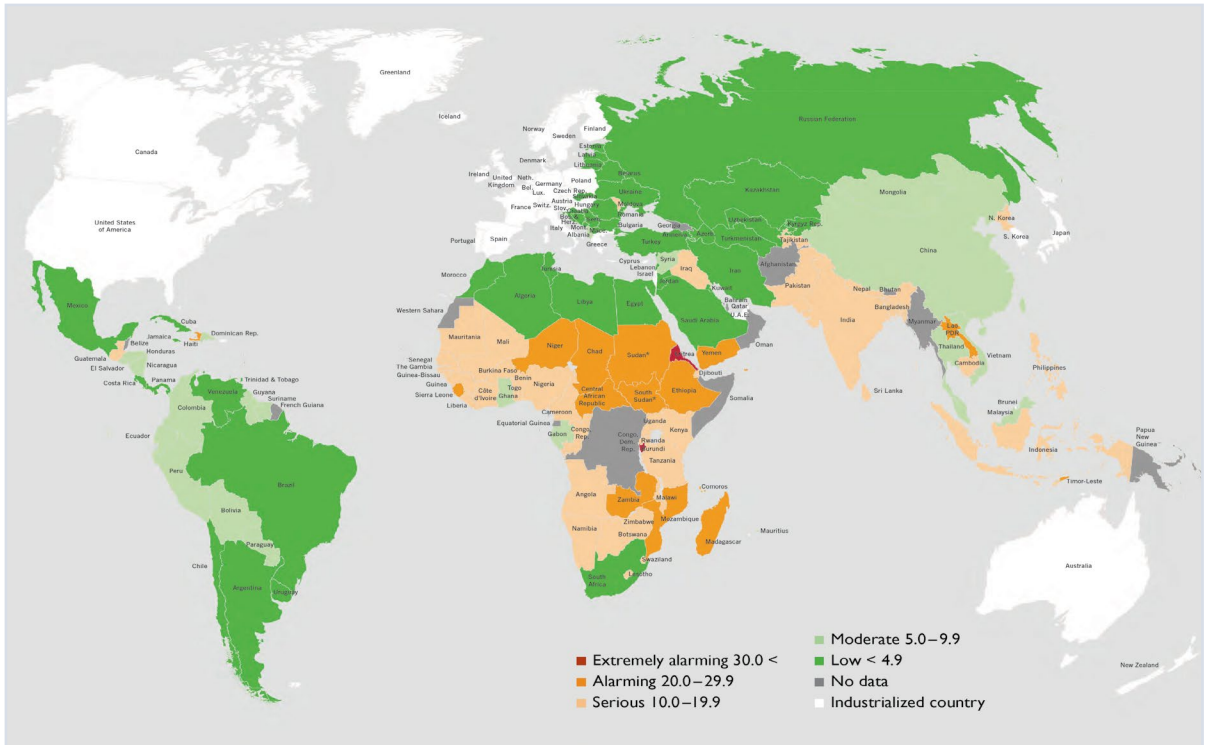 Greenland
Iceland
Canada
United States
of America
Norway
Sweden
Finland
Russian Federation
Estonia
Latvia
Lithuania
Denmark
Ireland
United
Kingdom
Neth.
Bel.
Lux.
Germany
Poland
Belarus
Czech Rep.
Ukraine
France
Switz.
Austria
Slov.
Hungary
Moldova
Romania
Bulgaria
Italy
Mont.
Albania
Greece
Portugal
Spain
Kazakhstan
Mongolia
Georgia
Uzbekistan
Kyrgyz Rep.
Turkmenistan
Tajikistan
Turkey
N. Korea
S. Korea
Japan
China
Cyprus
Lebanon
Israel
Syria
Iraq
Iran
Afghanistan
Jordan
Kuwait
Pakistan
Nepal
Bhutan
Bangladesh
India
Myanmar
Lao
PDR
Thailand
Vietnam
Cambodia
Philippines
Sri Lanka
Brunei
Malaysia
Indonesia
Papua
New
Guinea
Timor-Leste
Morocco
Tunisia
Algeria
Libya
Egypt
Saudi Arabia
Bahrain
Qatar
U.A.E.
Oman
Western Sahara
Mexico
Cuba
Jamaica
Belize
Haiti
Dominican Rep.
Guatemala
Honduras
El Salvador
Nicaragua
Costa Rica
Panama
Trinidad & Tobago
Venezuela
Guyana
Suriname
French Guiana
Colombia
Ecuador
Peru
Brazil
Bolivia
Paraguay
Chile
Argentina
Uruguay
Mauritania
Mali
Niger
Chad
Sudan*
Eritrea
Yemen
Djibouti
Senegal
The Gambia
Guinea-Bissau
Guinea
Sierra Leone
Liberia
Burkina Faso
Benin
Togo
Ghana
Côte
d'Ivoire
Nigeria
Cameroon
Central
African
Republic
South
Sudan*
Ethiopia
Somalia
Equatorial Guinea
Gabon
Congo
Rep.
Congo,
Dem.
Rep.
Uganda
Kenya
Rwanda
Burundi
Tanzania
Angola
Zambia
Malawi
Comoros
Mozambique
Namibia
Zimbabwe
Botswana
Madagascar
Mauritius
Swaziland
Lesotho
South
Africa
Australia
New Zealand
Extremely alarming 30.0 <
Alarming 20.0–29.9
Serious 10.0–19.9
Moderate 5.0–9.9
Low < 4.9
No data
Industrialized country